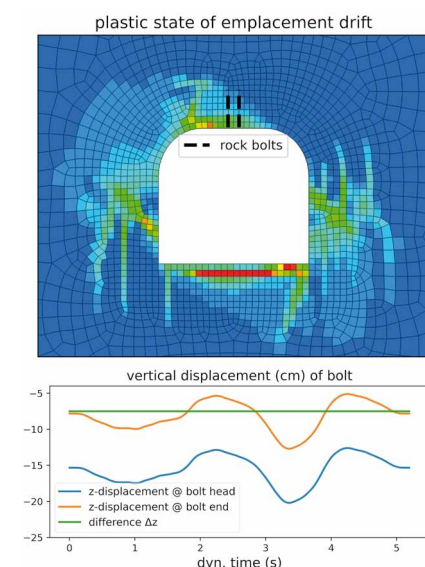 plastic state of emplacement drift
rock bolts
vertical displacement (cm) of bolt
−5
−10
−15
−20
−25
z-displacement @ bolt head
z-displacement @ bolt end
difference Δz
0 1 2 3 4 5
dyn. time (s)